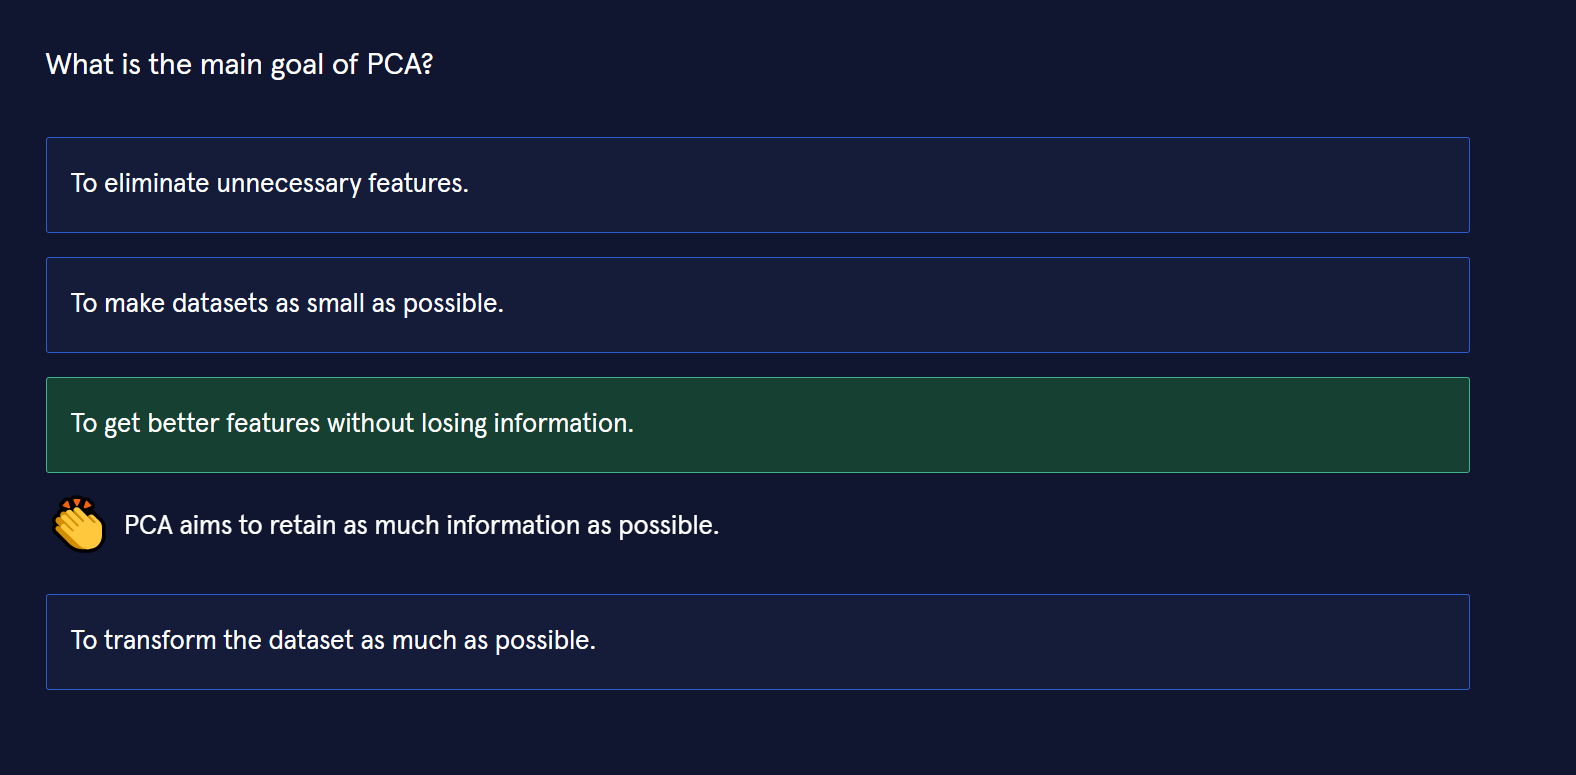 What is the main goal of PCA?
To eliminate unnecessary features.
To make datasets as small as possible.
To get better features without losing information.
PCA aims to retain as much information as possible.
To transform the dataset as much as possible.